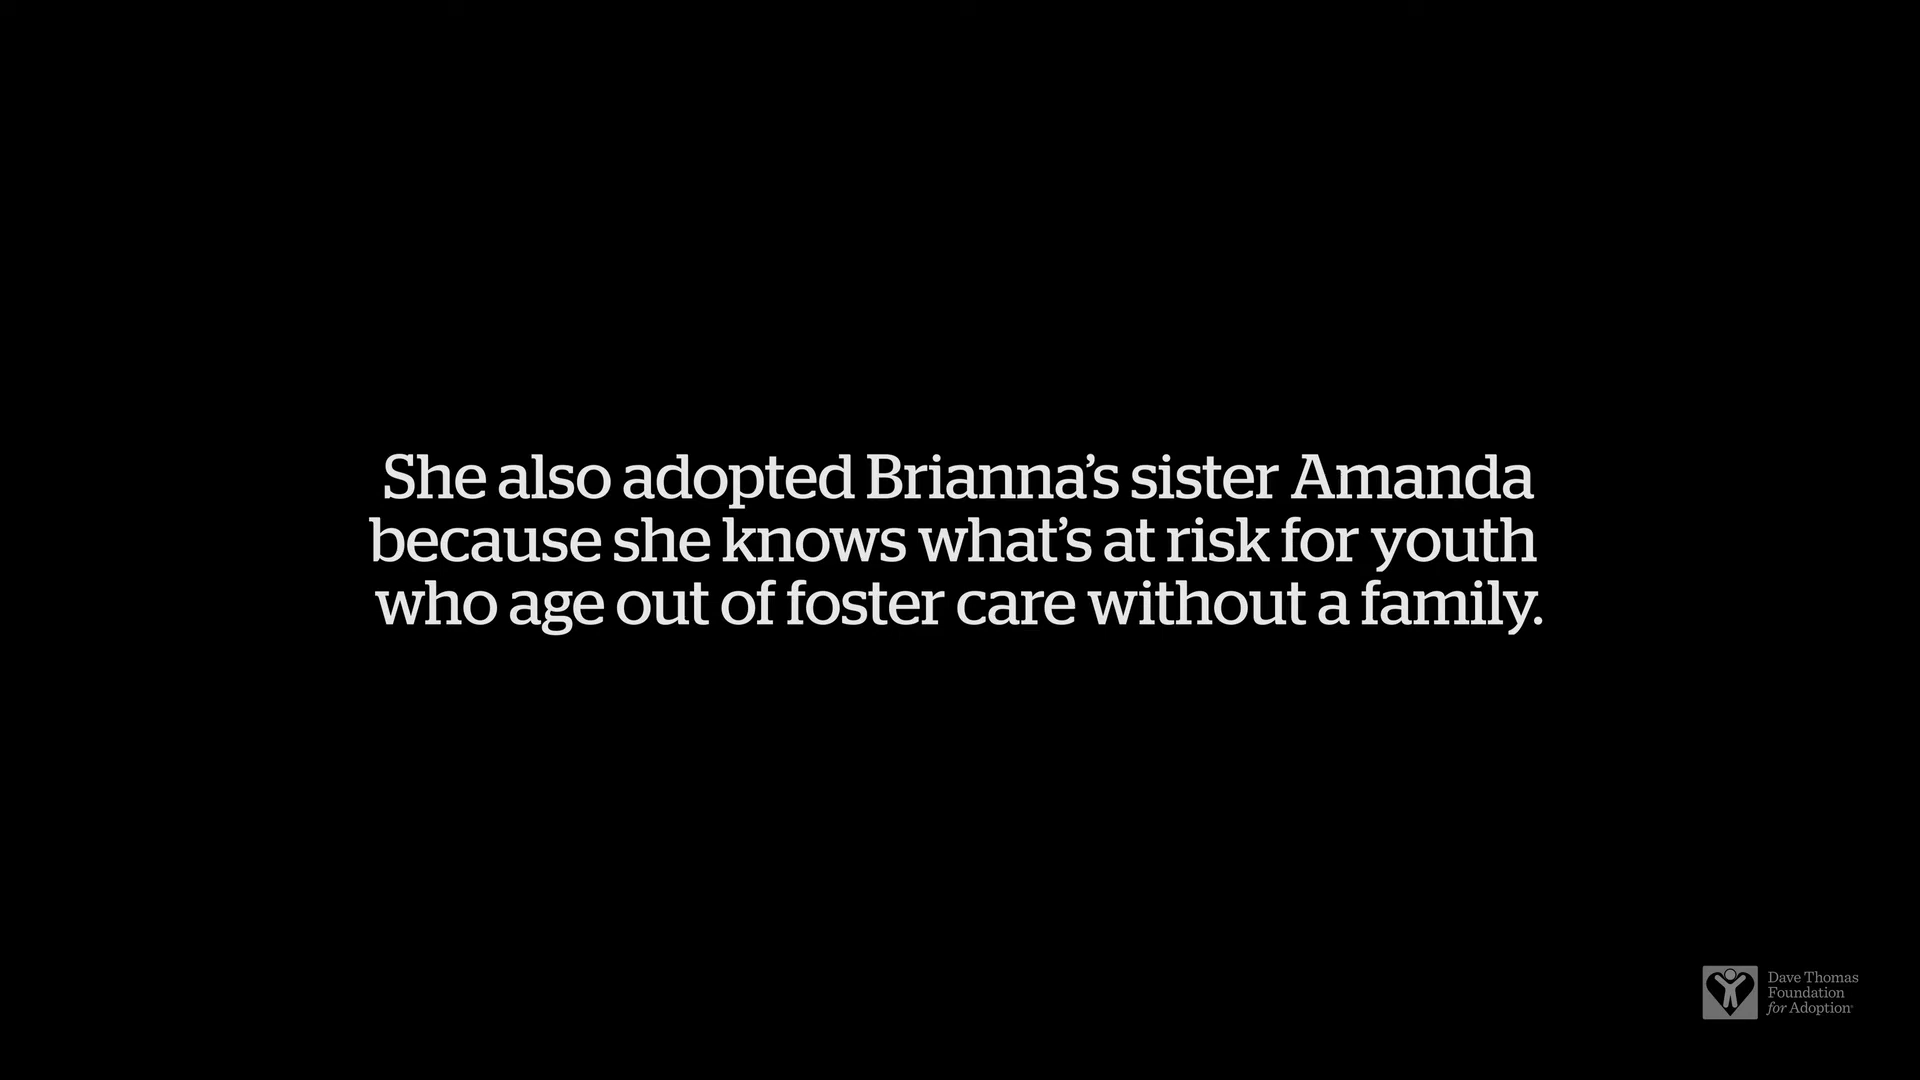 She also adopted Brianna’s sister Amanda
because she knows what’s at risk for youth
who age out of foster care without a family.
Dave Thomas
Foundation
for Adoption